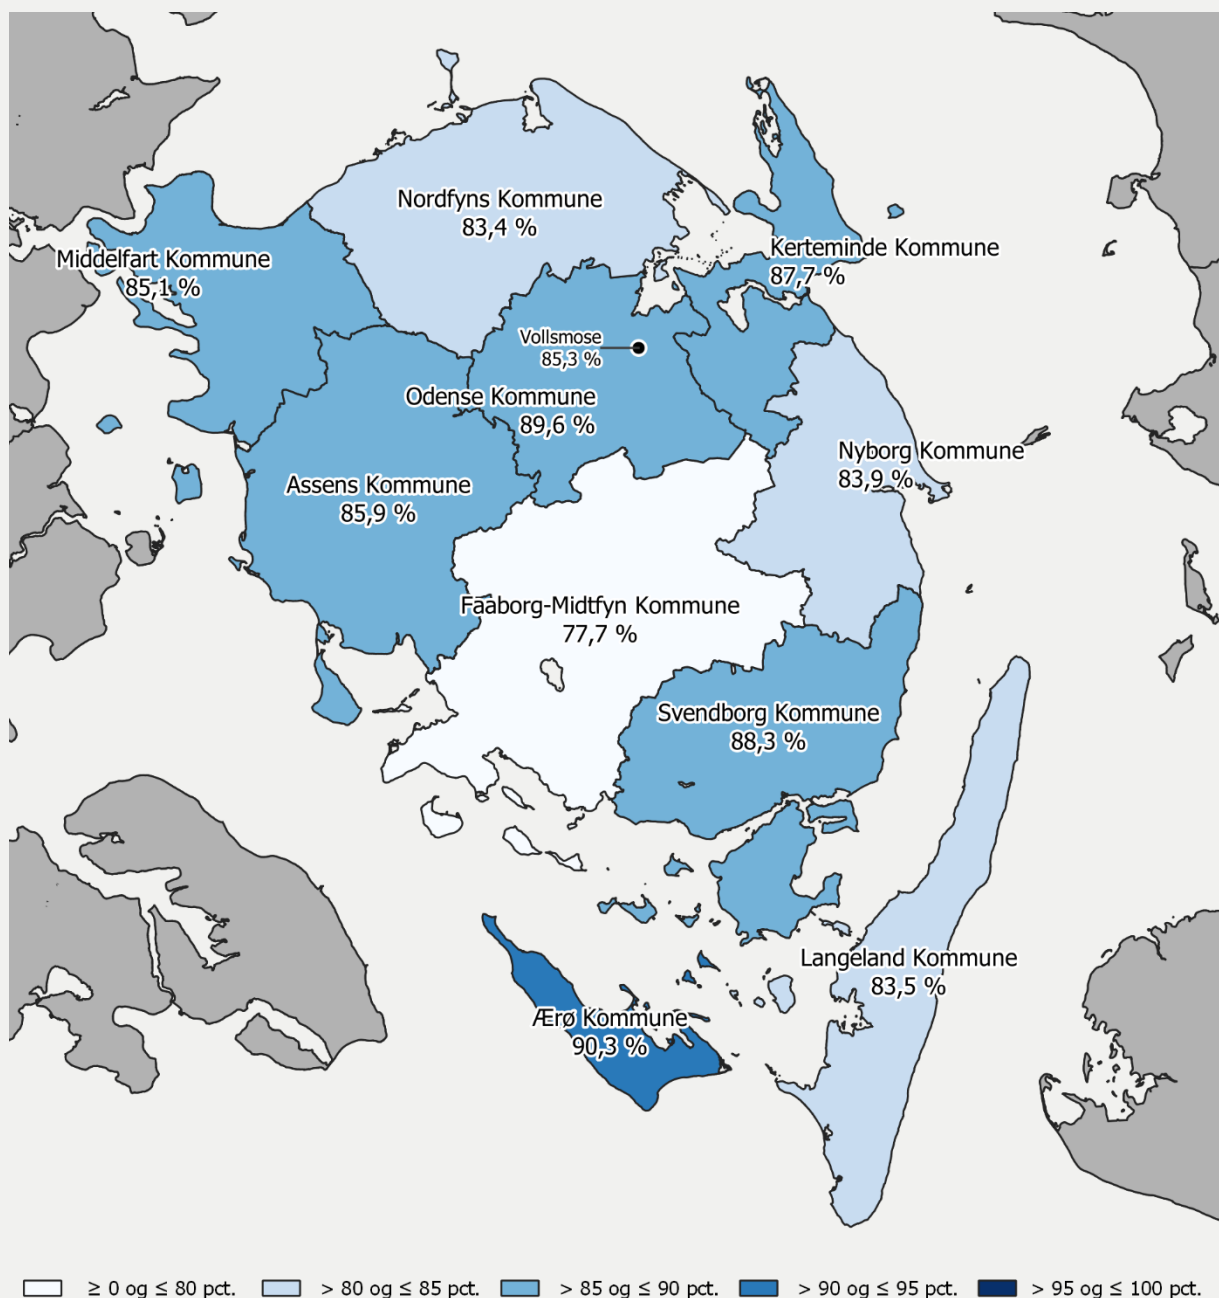 Nordfyns Kommune
83,4 %
Kerteminde Kommune
87,7 %
Middelfart Kommune
85,1 %
Vollsmose
85,3 %
Odense Kommune
89,6 %
Nyborg Kommune
83,9 %
Assens Kommune
85,9 %
Faaborg-Midtfyn Kommune
77,7 %
Svendborg Kommune
88,3 %
Langeland Kommune
83,5 %
Ærø Kommune
90,3 %
≥ 0 og ≤ 80 pct.
> 80 og ≤ 85 pct.
> 85 og ≤ 90 pct.
> 90 og ≤ 95 pct.
> 95 og ≤ 100 pct.